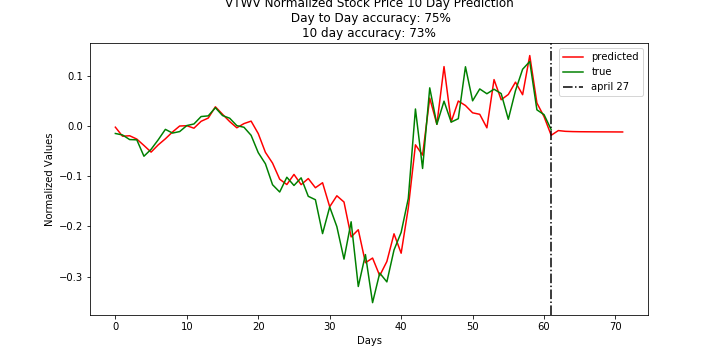 VTWV Normalized Stock Price 10 Day Prediction
Day to Day accuracy: 75%
10 day accuracy: 73%
predicted
true
april 27
0.1
0.0
−0.1
−0.2
−0.3
Normalized Values
0 10 20 30 40 50 60 70
Days